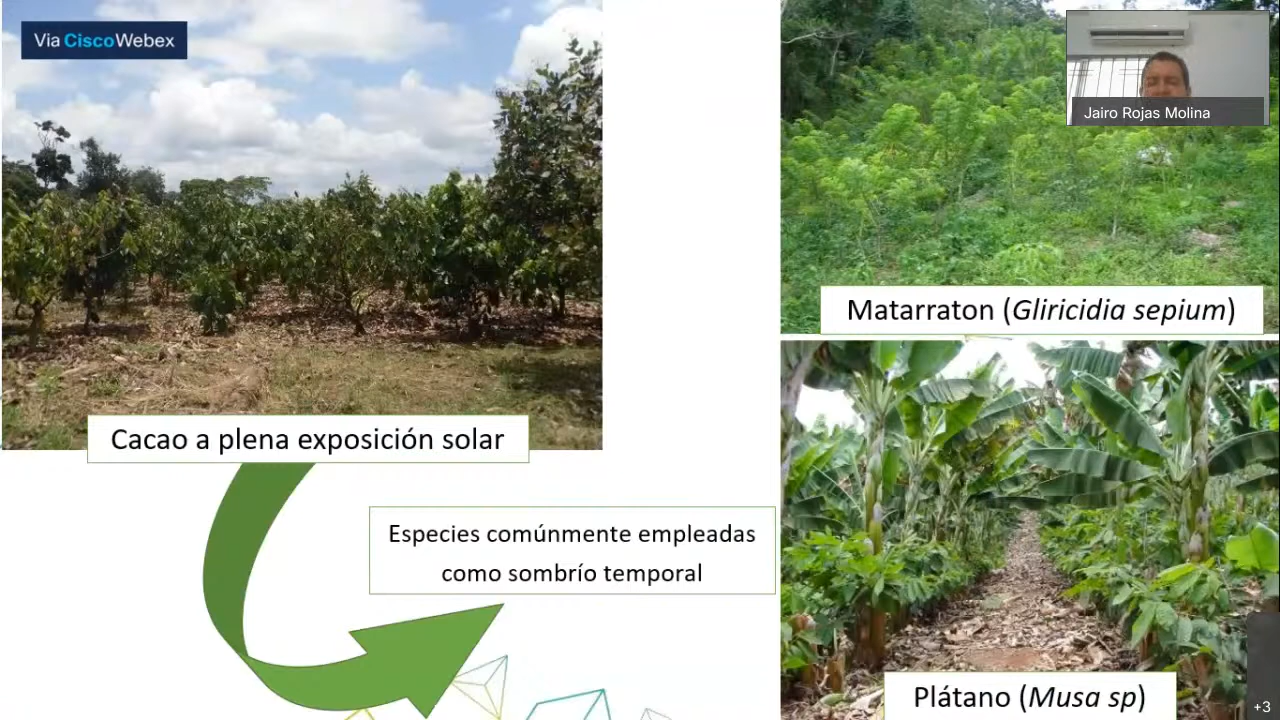 Via CiscoWebex
Jairo Rojas Molina
Matarraton (Gliricidia sepium)
Cacao a plena exposición solar
Especies comúnmente empleadas
como sombrío temporal
Plátano (Musa sp)
+3